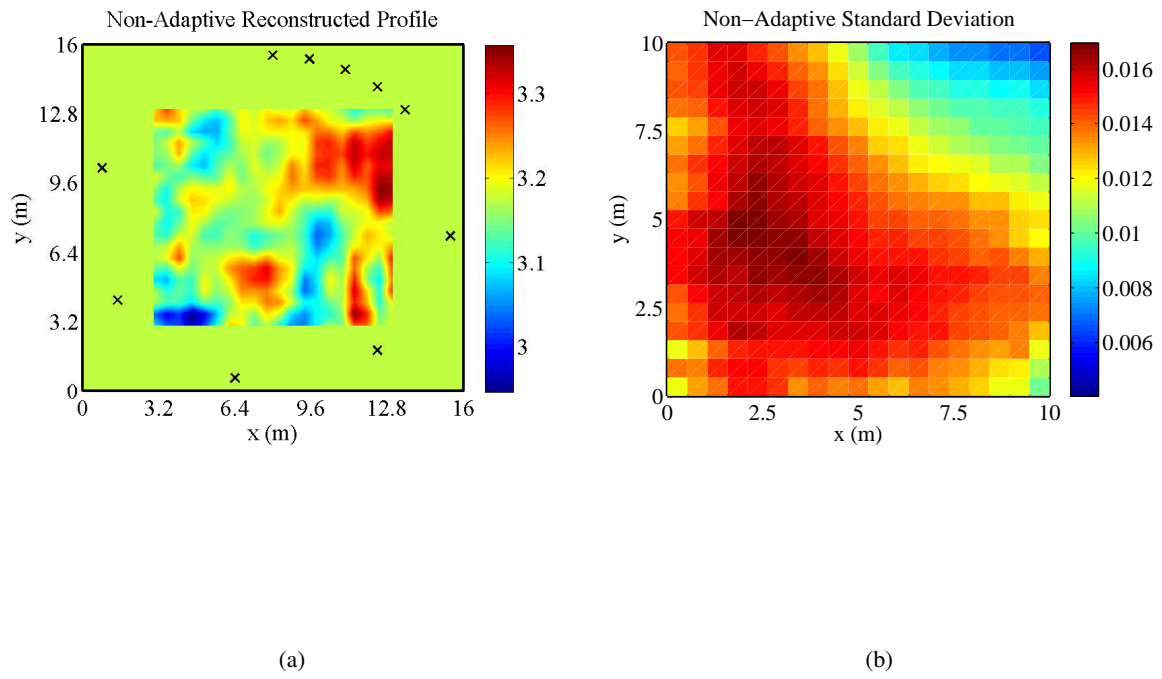 Non-Adaptive Reconstructed Profile
16
12.8
9.6
6.4
3.2
0
y (m)
0 3.2 6.4 9.6 12.8 16
x (m)
3.3
3.2
3.1
3
Non−Adaptive Standard Deviation
10
7.5
5
2.5
0
y (m)
0 2.5 5 7.5 10
x (m)
0.016
0.014
0.012
0.01
0.008
0.006
(a)
(b)